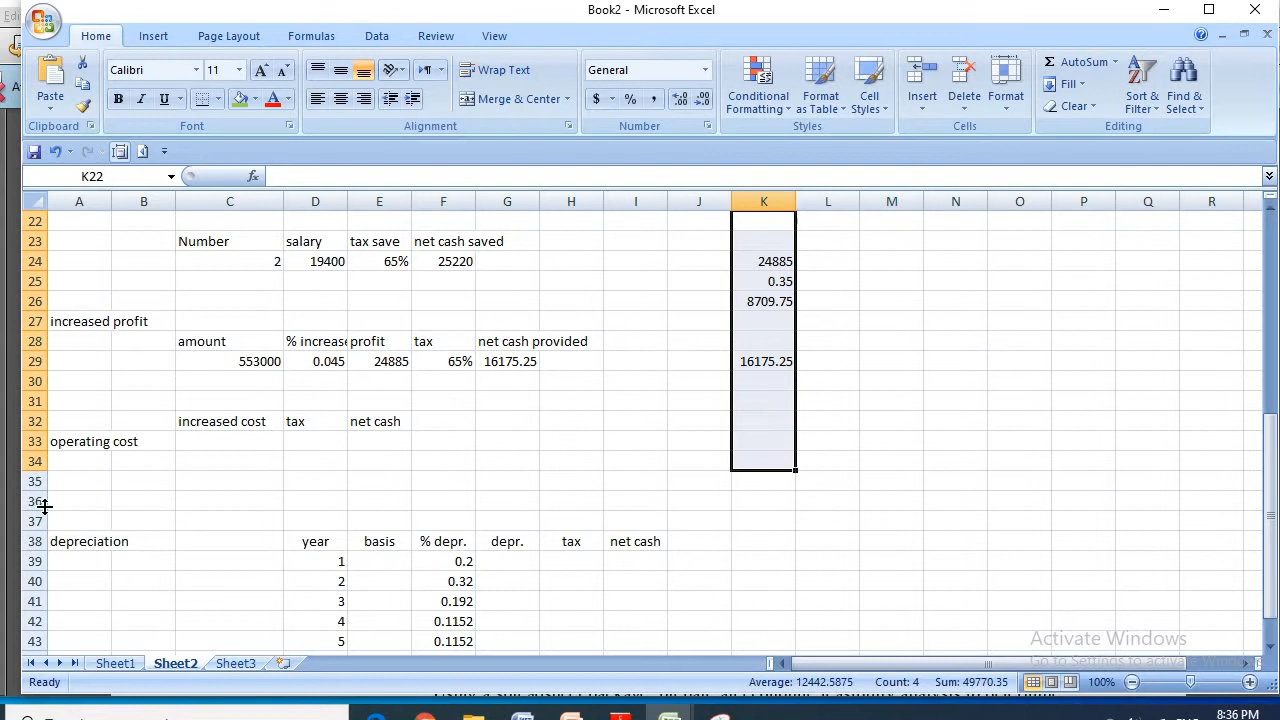 Book2 - Microsoft Excel
Home Insert Page Layout Formulas Data Review View
Calibri 11 Wrap Text General AutoSum
Fill
Paste Merge & Center Conditional Formatting Format as Table Cell Styles Insert Delete Format Clear Sort & Filter Find & Select
Clipboard Font Alignment Number Styles Cells Editing
K22
A B C D E F G H I J K L M N O P Q R
22
23 Number salary tax save net cash saved
24 2 19400 65% 25220 24885
25 0.35
26 8709.75
27 increased profit
28 amount % increase profit tax net cash provided
29 553000 0.045 24885 65% 16175.25 16175.25
30
31
32 increased cost tax net cash
33 operating cost
34
35
36
37
38 depreciation year basis % depr. depr. tax net cash
39 1 0.2
40 2 0.32
41 3 0.192
42 4 0.1152
43 5 0.1152
Activate Windows
Go to Settings to activate Windows
Sheet1 Sheet2 Sheet3
Ready Average: 12442.5875 Count: 4 Sum: 49770.35 100%
8:36 PM